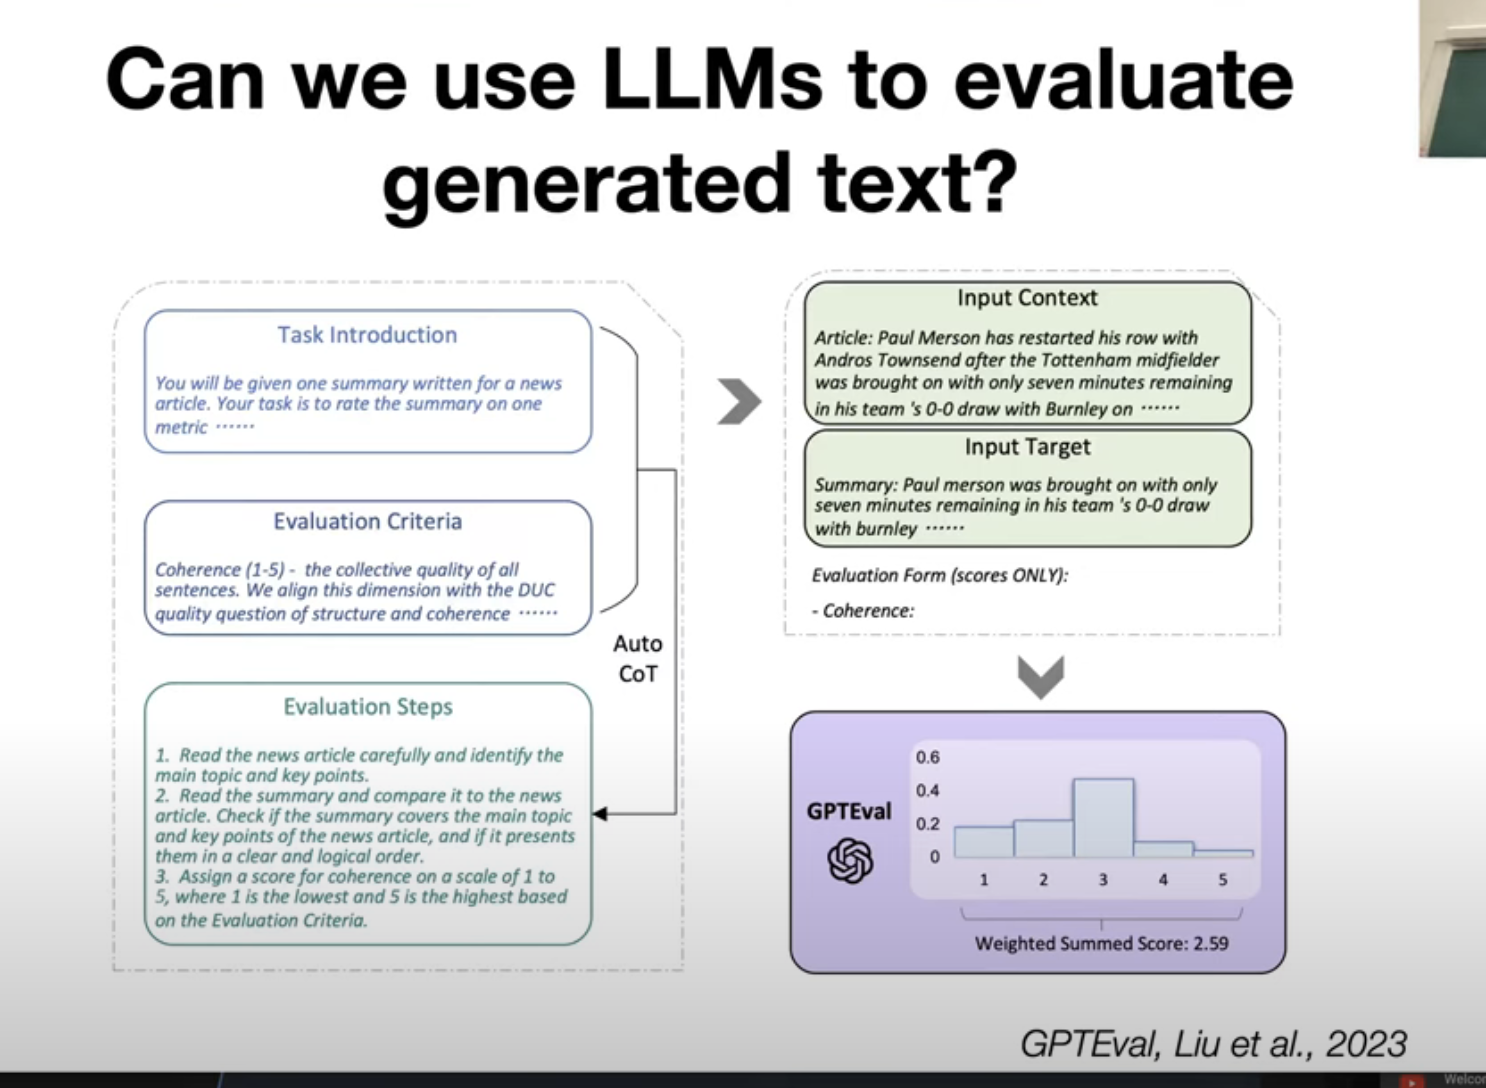 Can we use LLMs to evaluate
generated text?
Task Introduction
You will be given one summary written for a news
article. Your task is to rate the summary on one
metric ······
Evaluation Criteria
Coherence (1-5) - the collective quality of all
sentences. We align this dimension with the DUC
quality question of structure and coherence ······
Auto
CoT
Evaluation Steps
1. Read the news article carefully and identify the
main topic and key points.
2. Read the summary and compare it to the news
article. Check if the summary covers the main topic
and key points of the news article, and if it presents
them in a clear and logical order.
3. Assign a score for coherence on a scale of 1 to
5, where 1 is the lowest and 5 is the highest based
on the Evaluation Criteria.
Input Context
Article: Paul Merson has restarted his row with
Andros Townsend after the Tottenham midfielder
was brought on with only seven minutes remaining
in his team 's 0-0 draw with Burnley on ······
Input Target
Summary: Paul merson was brought on with only
seven minutes remaining in his team 's 0-0 draw
with burnley ······
Evaluation Form (scores ONLY):
- Coherence:
GPTEval
0.6
0.4
0.2
0
1 2 3 4 5
Weighted Summed Score: 2.59
GPTEval, Liu et al., 2023